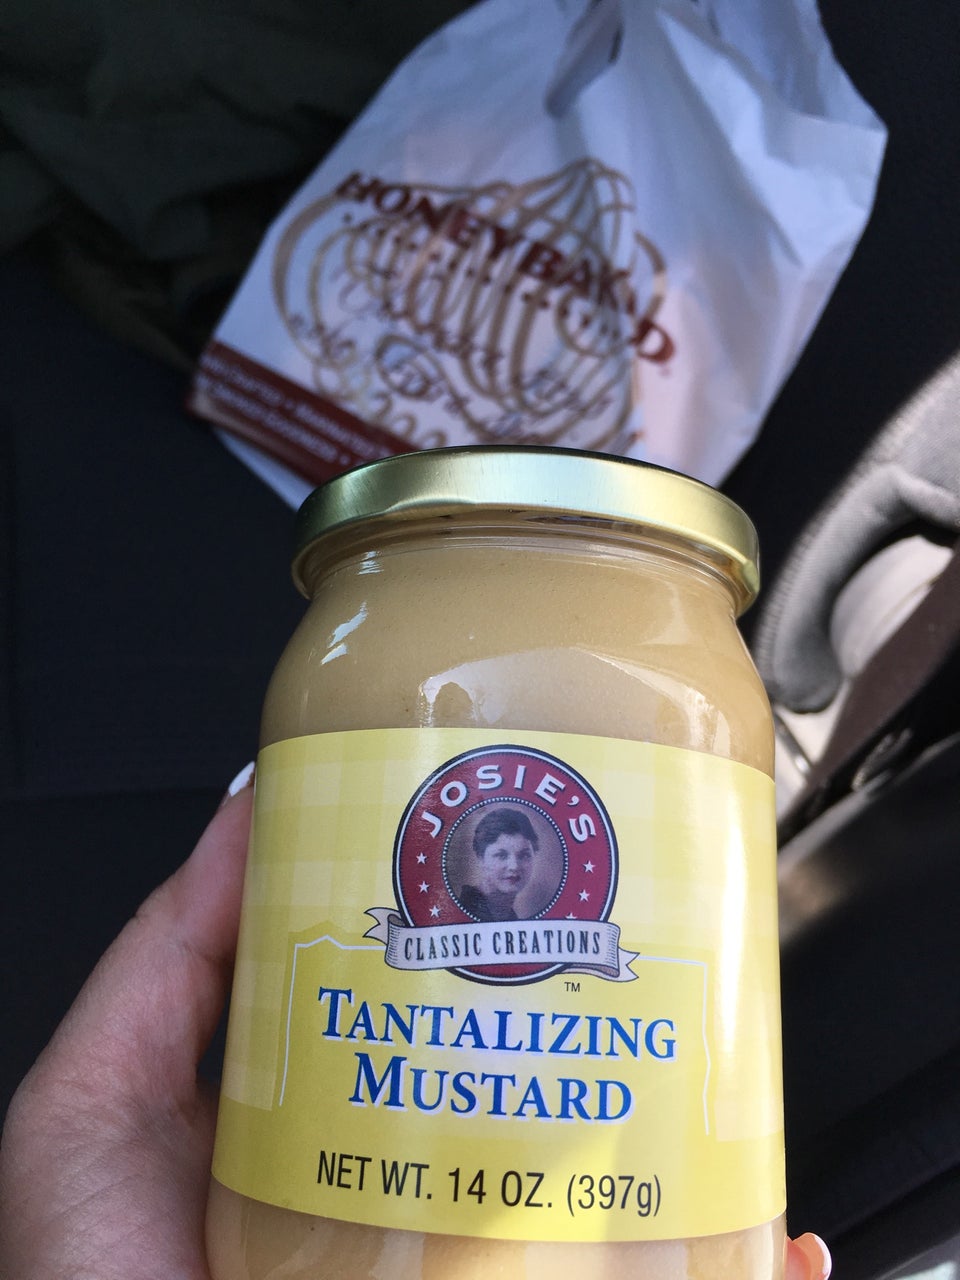 HONEYBAKED
JOSIE'S
CLASSIC CREATIONS
TM
TANTALIZING
MUSTARD
NET WT. 14 OZ. (397g)